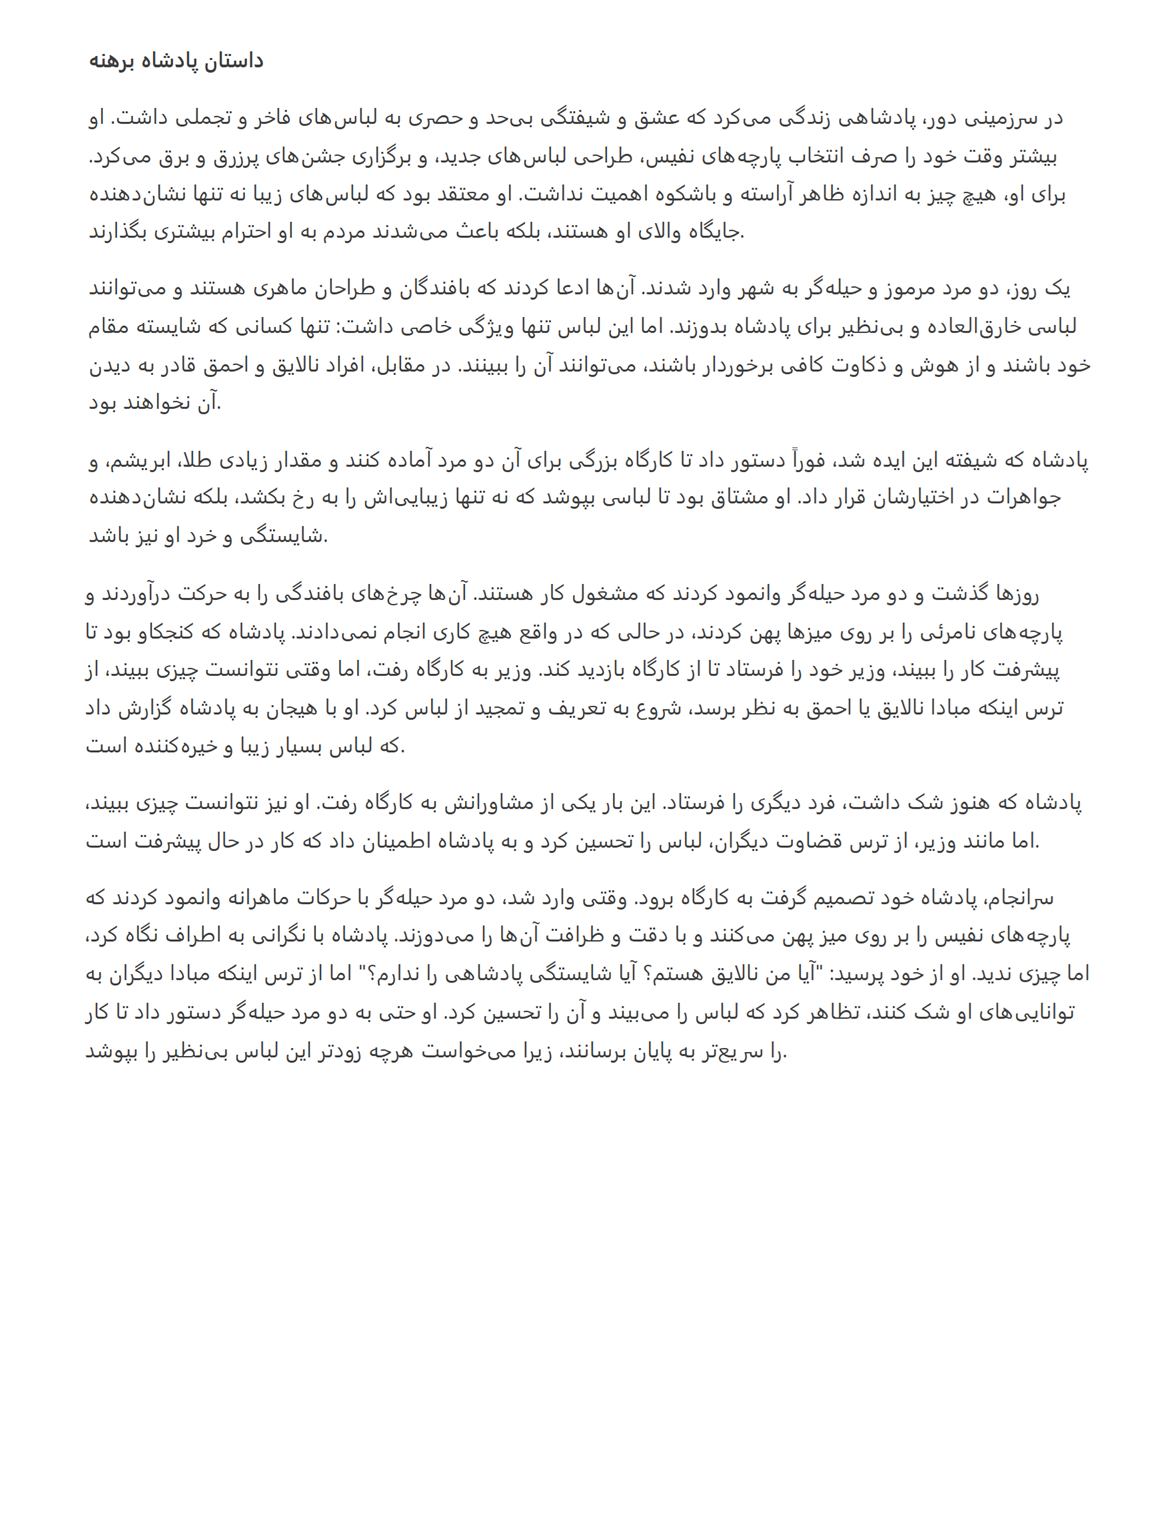 داستان پادشاه برهنه
در سرزمینی دور، پادشاهی زندگی می‌کرد که عشق و شیفتگی بی‌حد و حصری به لباس‌های فاخر و تجملی داشت. او
بیشتر وقت خود را صرف انتخاب پارچه‌های نفیس، طراحی لباس‌های جدید، و برگزاری جشن‌های پرزرق و برق می‌کرد.
برای او، هیچ چیز به اندازه ظاهر آراسته و باشکوه اهمیت نداشت. او معتقد بود که لباس‌های زیبا نه تنها نشان‌دهنده
جایگاه والای او هستند، بلکه باعث می‌شدند مردم به او احترام بیشتری بگذارند.
یک روز، دو مرد مرموز و حیله‌گر به شهر وارد شدند. آن‌ها ادعا کردند که بافندگان و طراحان ماهری هستند و می‌توانند
لباسی خارق‌العاده و بی‌نظیر برای پادشاه بدوزند. اما این لباس تنها ویژگی خاصی داشت: تنها کسانی که شایسته مقام
خود باشند و از هوش و ذکاوت کافی برخوردار باشند، می‌توانند آن را ببینند. در مقابل، افراد نالایق و احمق قادر به دیدن
آن نخواهند بود.
پادشاه که شیفته این ایده شد، فوراً دستور داد تا کارگاه بزرگی برای آن دو مرد آماده کنند و مقدار زیادی طلا، ابریشم، و
جواهرات در اختیارشان قرار داد. او مشتاق بود تا لباسی بپوشد که نه تنها زیبایی‌اش را به رخ بکشد، بلکه نشان‌دهنده
شایستگی و خرد او نیز باشد.
روزها گذشت و دو مرد حیله‌گر وانمود کردند که مشغول کار هستند. آن‌ها چرخ‌های بافندگی را به حرکت درآوردند و
پارچه‌های نامرئی را بر روی میزها پهن کردند، در حالی که در واقع هیچ کاری انجام نمی‌دادند. پادشاه که کنجکاو بود تا
پیشرفت کار را ببیند، وزیر خود را فرستاد تا از کارگاه بازدید کند. وزیر به کارگاه رفت، اما وقتی نتوانست چیزی ببیند، از
ترس اینکه مبادا نالایق یا احمق به نظر برسد، شروع به تعریف و تمجید از لباس کرد. او با هیجان به پادشاه گزارش داد
که لباس بسیار زیبا و خیره‌کننده است.
پادشاه که هنوز شک داشت، فرد دیگری را فرستاد. این بار یکی از مشاورانش به کارگاه رفت. او نیز نتوانست چیزی ببیند،
اما مانند وزیر، از ترس قضاوت دیگران، لباس را تحسین کرد و به پادشاه اطمینان داد که کار در حال پیشرفت است.
سرانجام، پادشاه خود تصمیم گرفت به کارگاه برود. وقتی وارد شد، دو مرد حیله‌گر با حرکات ماهرانه وانمود کردند که
پارچه‌های نفیس را بر روی میز پهن می‌کنند و با دقت و ظرافت آن‌ها را می‌دوزند. پادشاه با نگرانی به اطراف نگاه کرد،
اما چیزی ندید. او از خود پرسید: "آیا من نالایق هستم؟ آیا شایستگی پادشاهی را ندارم؟" اما از ترس اینکه مبادا دیگران به
توانایی‌های او شک کنند، تظاهر کرد که لباس را می‌بیند و آن را تحسین کرد. او حتی به دو مرد حیله‌گر دستور داد تا کار
را سریع‌تر به پایان برسانند، زیرا می‌خواست هرچه زودتر این لباس بی‌نظیر را بپوشد.